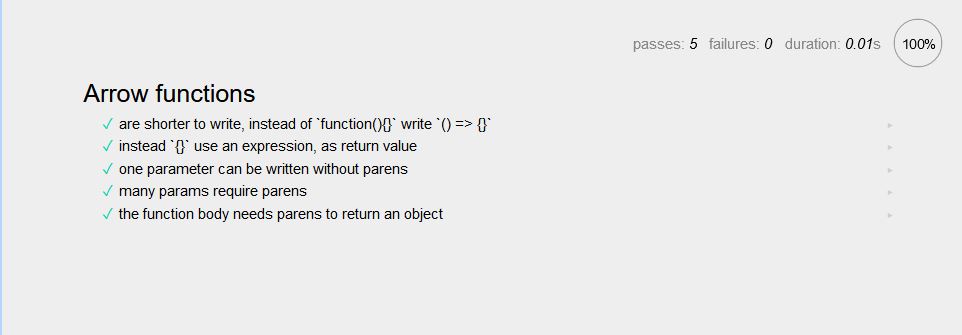 passes: 5 failures: 0 duration: 0.01s 100%
Arrow functions
✓ are shorter to write, instead of `function(){}` write `() => {}`
✓ instead `{}` use an expression, as return value
✓ one parameter can be written without parens
✓ many params require parens
✓ the function body needs parens to return an object